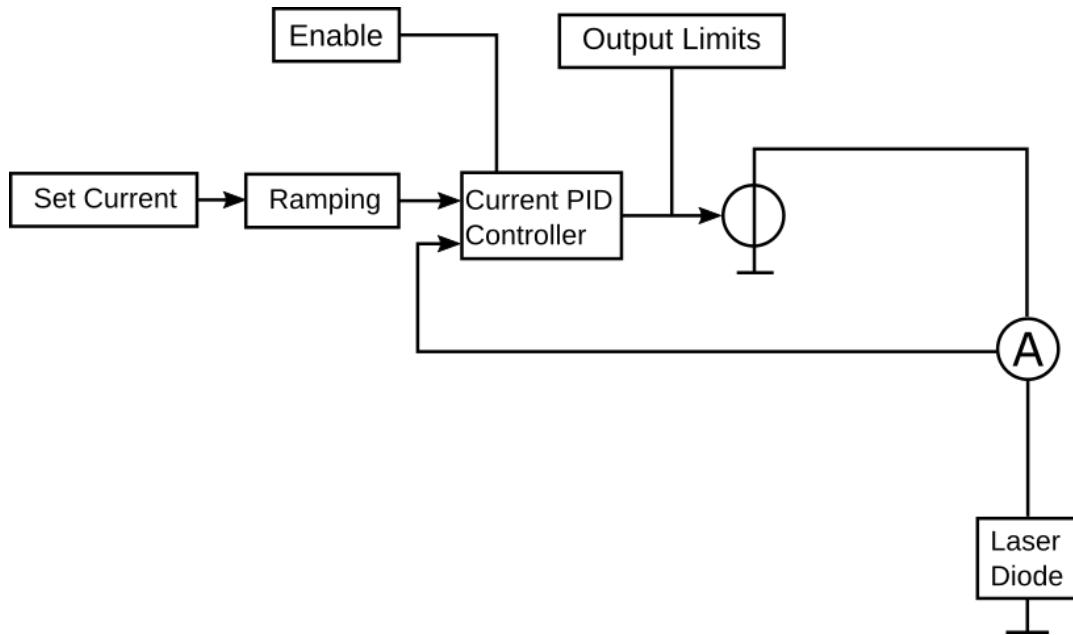 Enable
Output Limits
Set Current
Ramping
Current PID
Controller
A
Laser
Diode